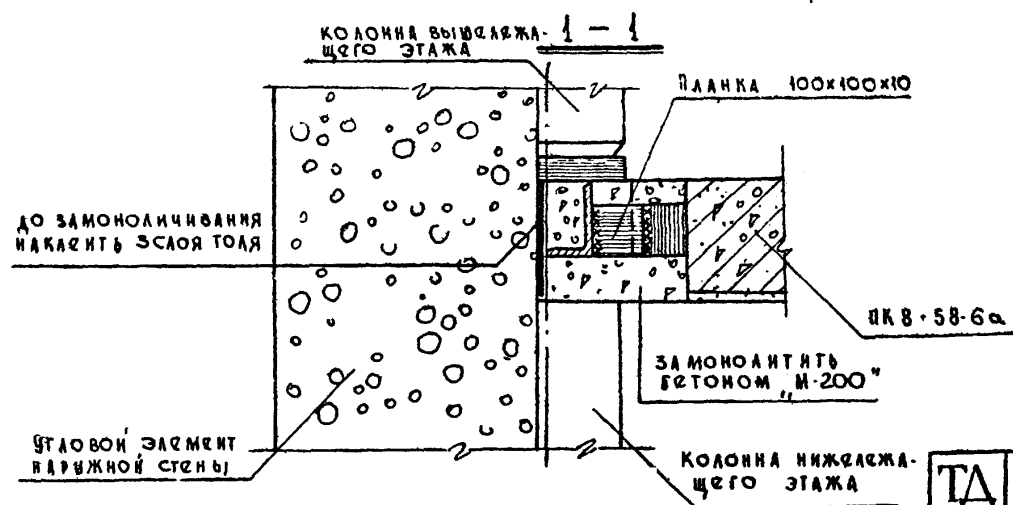 1 – 1
КОЛОННА ВЫШЕЛЕЖА-
ЩЕГО ЭТАЖА
ПЛАНКА 100х100х10
ДО ЗАМОНОЛИЧИВАНИЯ
НАКЛЕИТЬ 3 СЛОЯ ТОЛЯ
ПК 8-58-6а
ЗАМОНОЛИТИТЬ
БЕТОНОМ „М-200"
УГЛОВОЙ ЭЛЕМЕНТ
НАРУЖНОЙ СТЕНЫ
КОЛОННА НИЖЕЛЕЖА-
ЩЕГО ЭТАЖА
ТД